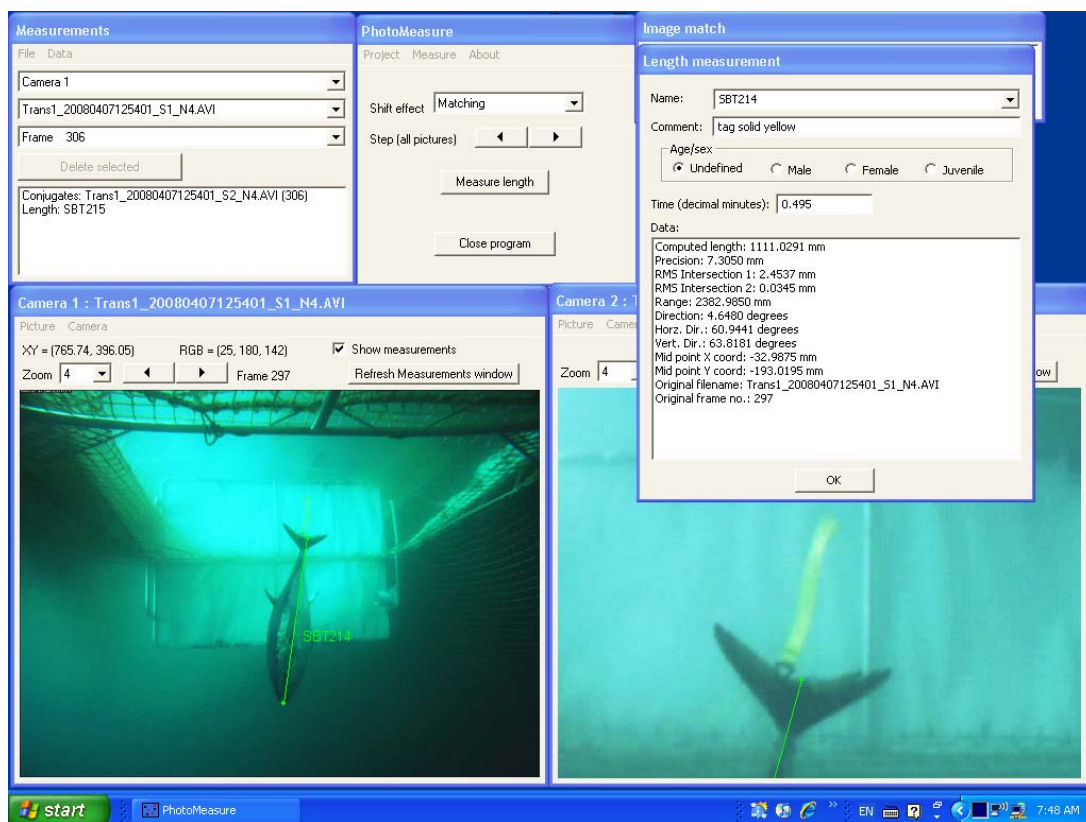 Measurements
File Data
Camera 1
Trans1_20080407125401_S1_N4.AVI
Frame 306
Delete selected
Conjugates: Trans1_20080407125401_S2_N4.AVI (306)
Length: SBT215
PhotoMeasure
Project Measure About
Shift effect Matching
Step (all pictures)
Measure length
Close program
Image match
Length measurement
Name: SBT214
Comment: tag solid yellow
Age/sex
Undefined Male Female Juvenile
Time (decimal minutes): 0.495
Data:
Computed length: 1111.0291 mm
Precision: 7.3050 mm
RMS Intersection 1: 2.4537 mm
RMS Intersection 2: 0.0345 mm
Range: 2382.9850 mm
Direction: 4.6480 degrees
Horz. Dir.: 60.9441 degrees
Vert. Dir.: 63.8181 degrees
Mid point X coord: -32.9875 mm
Mid point Y coord: -193.0195 mm
Original filename: Trans1_20080407125401_S1_N4.AVI
Original frame no.: 297
OK
Camera 1 : Trans1_20080407125401_S1_N4.AVI
Picture Camera
XY = (765.74, 396.05) RGB = (25, 180, 142) Show measurements
Zoom 4 Frame 297 Refresh Measurements window
SBT214
Camera 2 :
Picture
Zoom 4
ow
start PhotoMeasure EN 7:48 AM